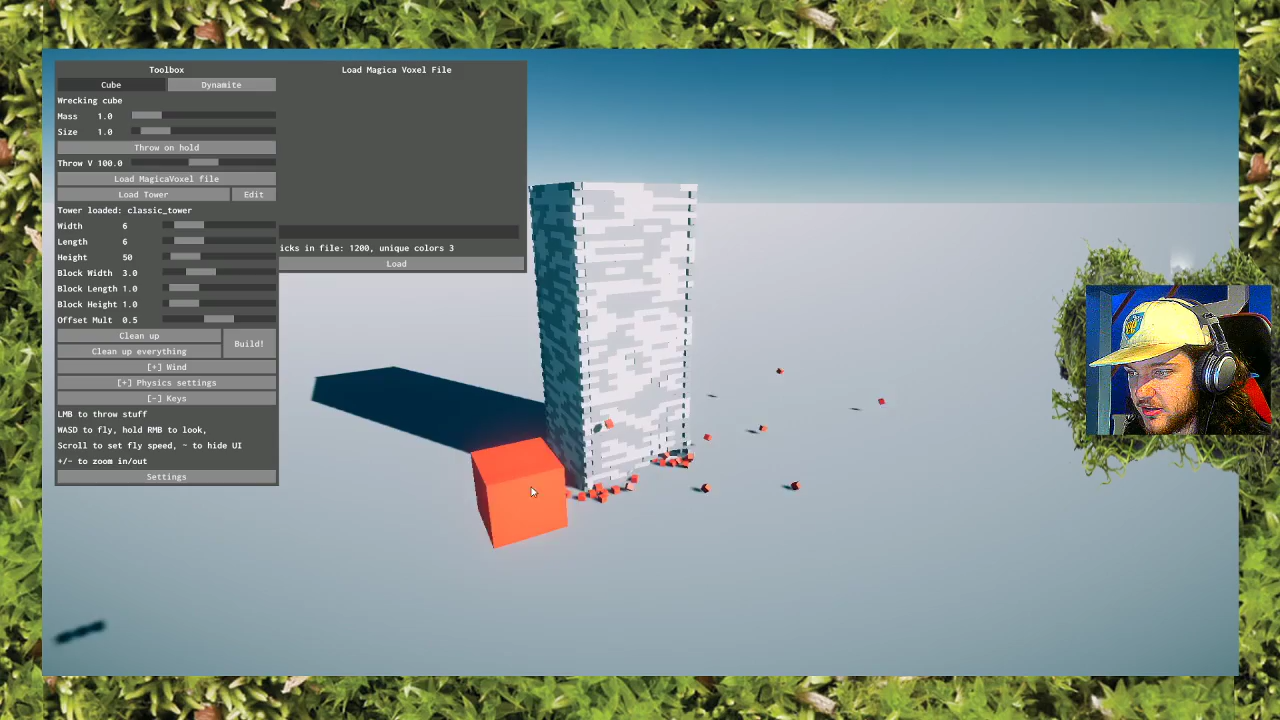 Toolbox
Cube Dynamite
Wrecking cube
Mass 1.0
Size 1.0
Throw on hold
Throw V 100.0
Load MagicaVoxel file
Load Tower Edit
Tower loaded: classic_tower
Width 6
Length 6
Height 50
Block Width 3.0
Block Length 1.0
Block Height 1.0
Offset Mult 0.5
Clean up
Build!
Clean up everything
[+] Wind
[+] Physics settings
[-] Keys
LMB to throw stuff
WASD to fly, hold RMB to look,
Scroll to set fly speed, ~ to hide UI
+/- to zoom in/out
Settings
Load Magica Voxel File
icks in file: 1200, unique colors 3
Load